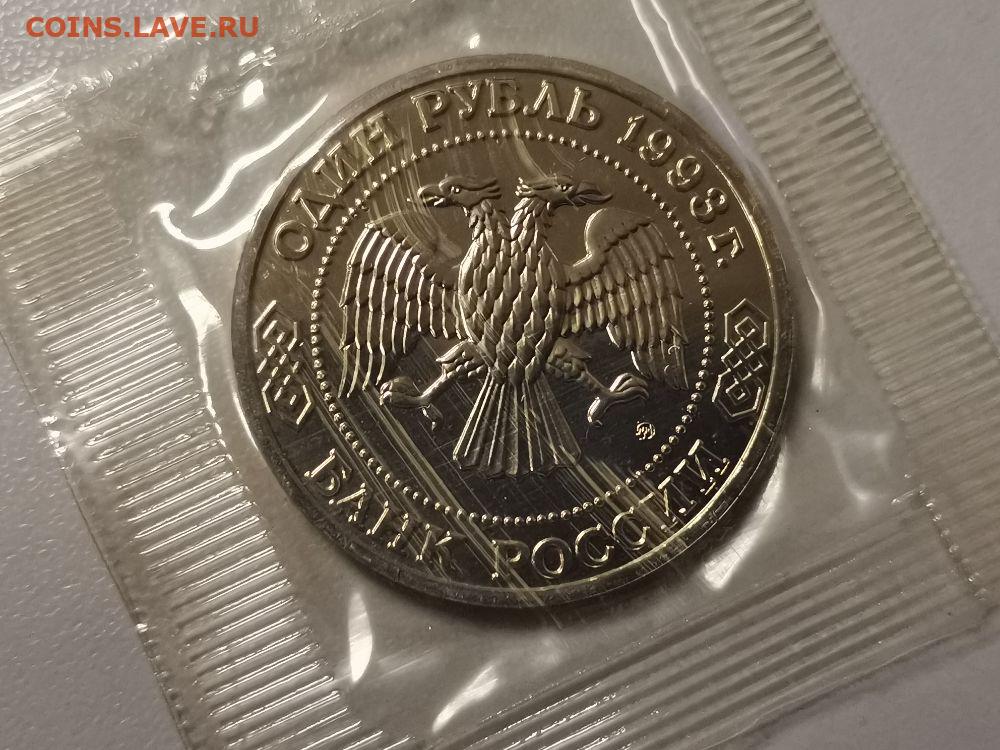 COINS.LAVE.RU
ОДИН РУБЛЬ 1993 г.
БАНК РОССИИ